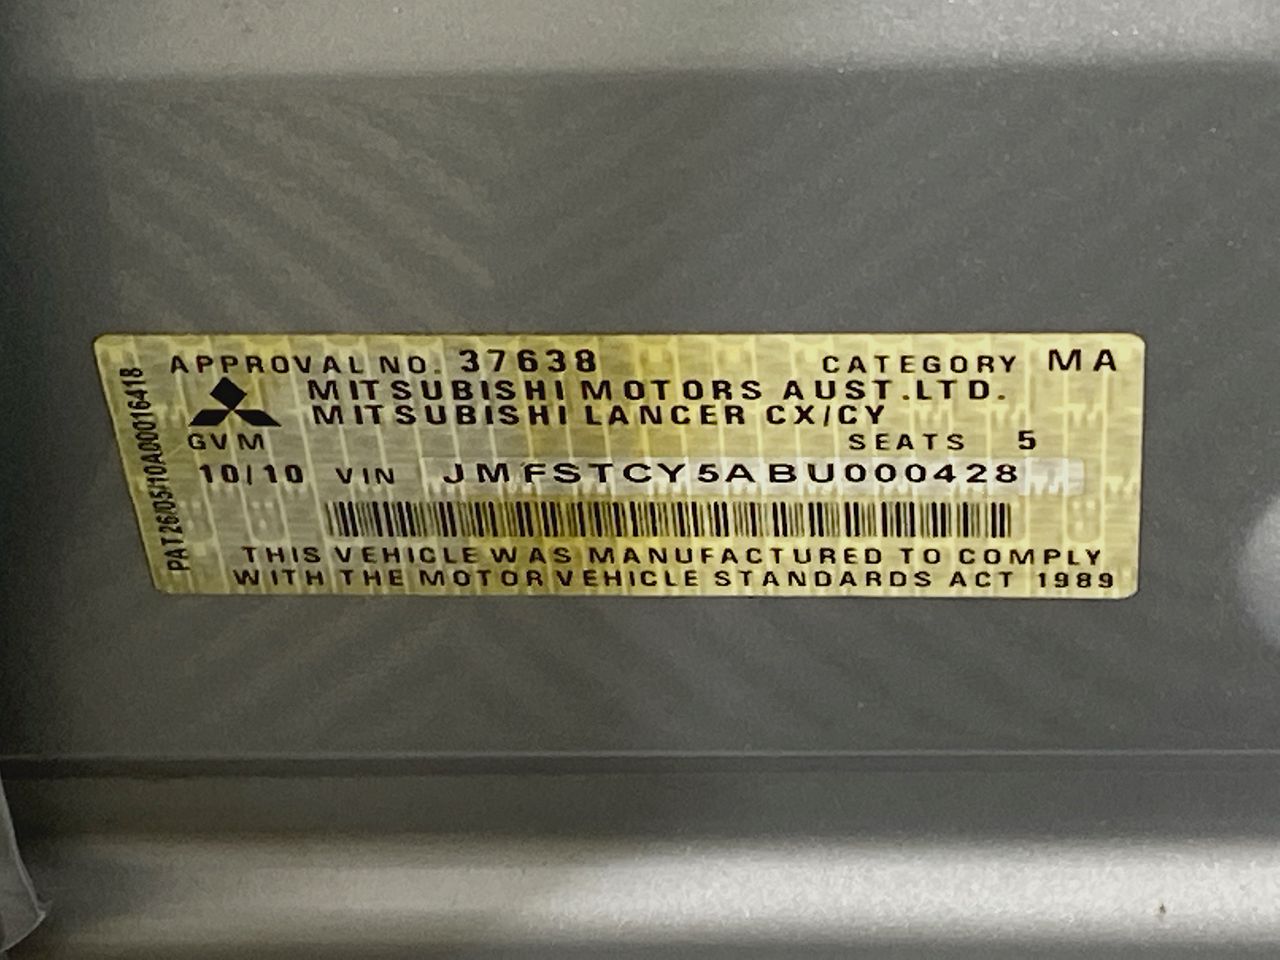 APPROVAL NO. 37638 CATEGORY MA
MITSUBISHI MOTORS AUST.LTD.
MITSUBISHI LANCER CX/CY
GVM SEATS 5
10/10 VIN JMFSTCY5ABU000428
THIS VEHICLE WAS MANUFACTURED TO COMPLY
WITH THE MOTOR VEHICLE STANDARDS ACT 1989
PAT26/05/10A00016418